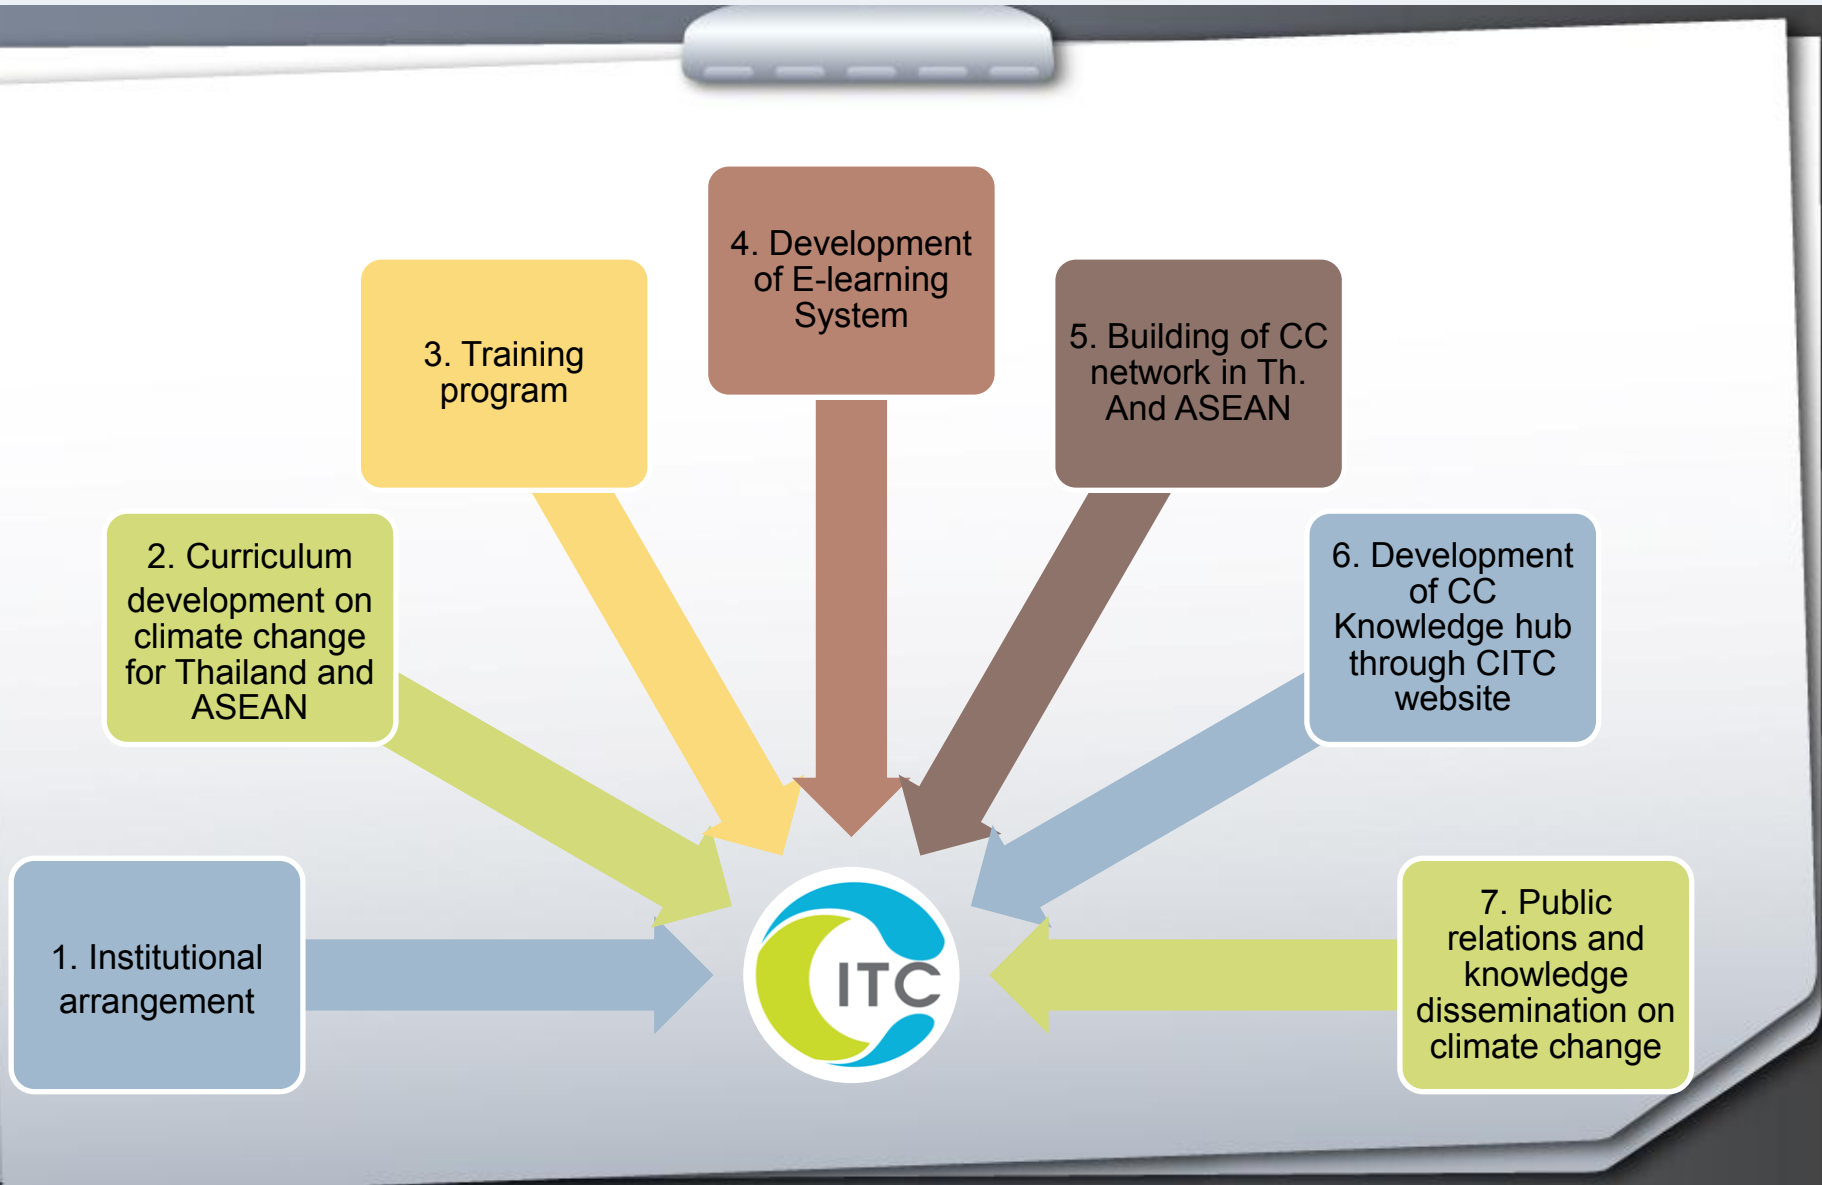 4. Development
of E-learning
System
3. Training
program
5. Building of CC
network in Th.
And ASEAN
2. Curriculum
development on
climate change
for Thailand and
ASEAN
6. Development
of CC
Knowledge hub
through CITC
website
1. Institutional
arrangement
ITC
7. Public
relations and
knowledge
dissemination on
climate change